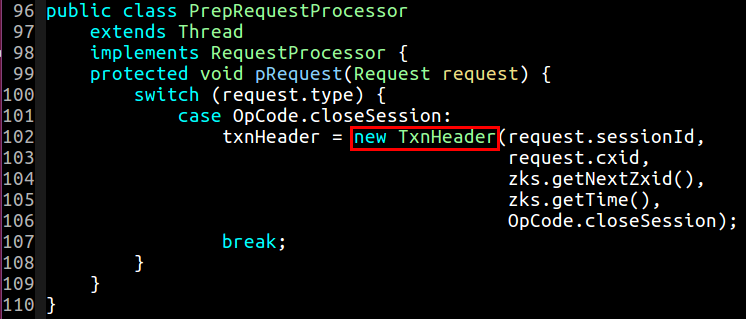 96 public class PrepRequestProcessor
97     extends Thread
98     implements RequestProcessor {
99     protected void pRequest(Request request) {
100         switch (request.type) {
101             case OpCode.closeSession:
102                 txnHeader = new TxnHeader(request.sessionId,
103                                           request.cxid,
104                                           zks.getNextZxid(),
105                                           zks.getTime(),
106                                           OpCode.closeSession);
107                 break;
108         }
109     }
110 }